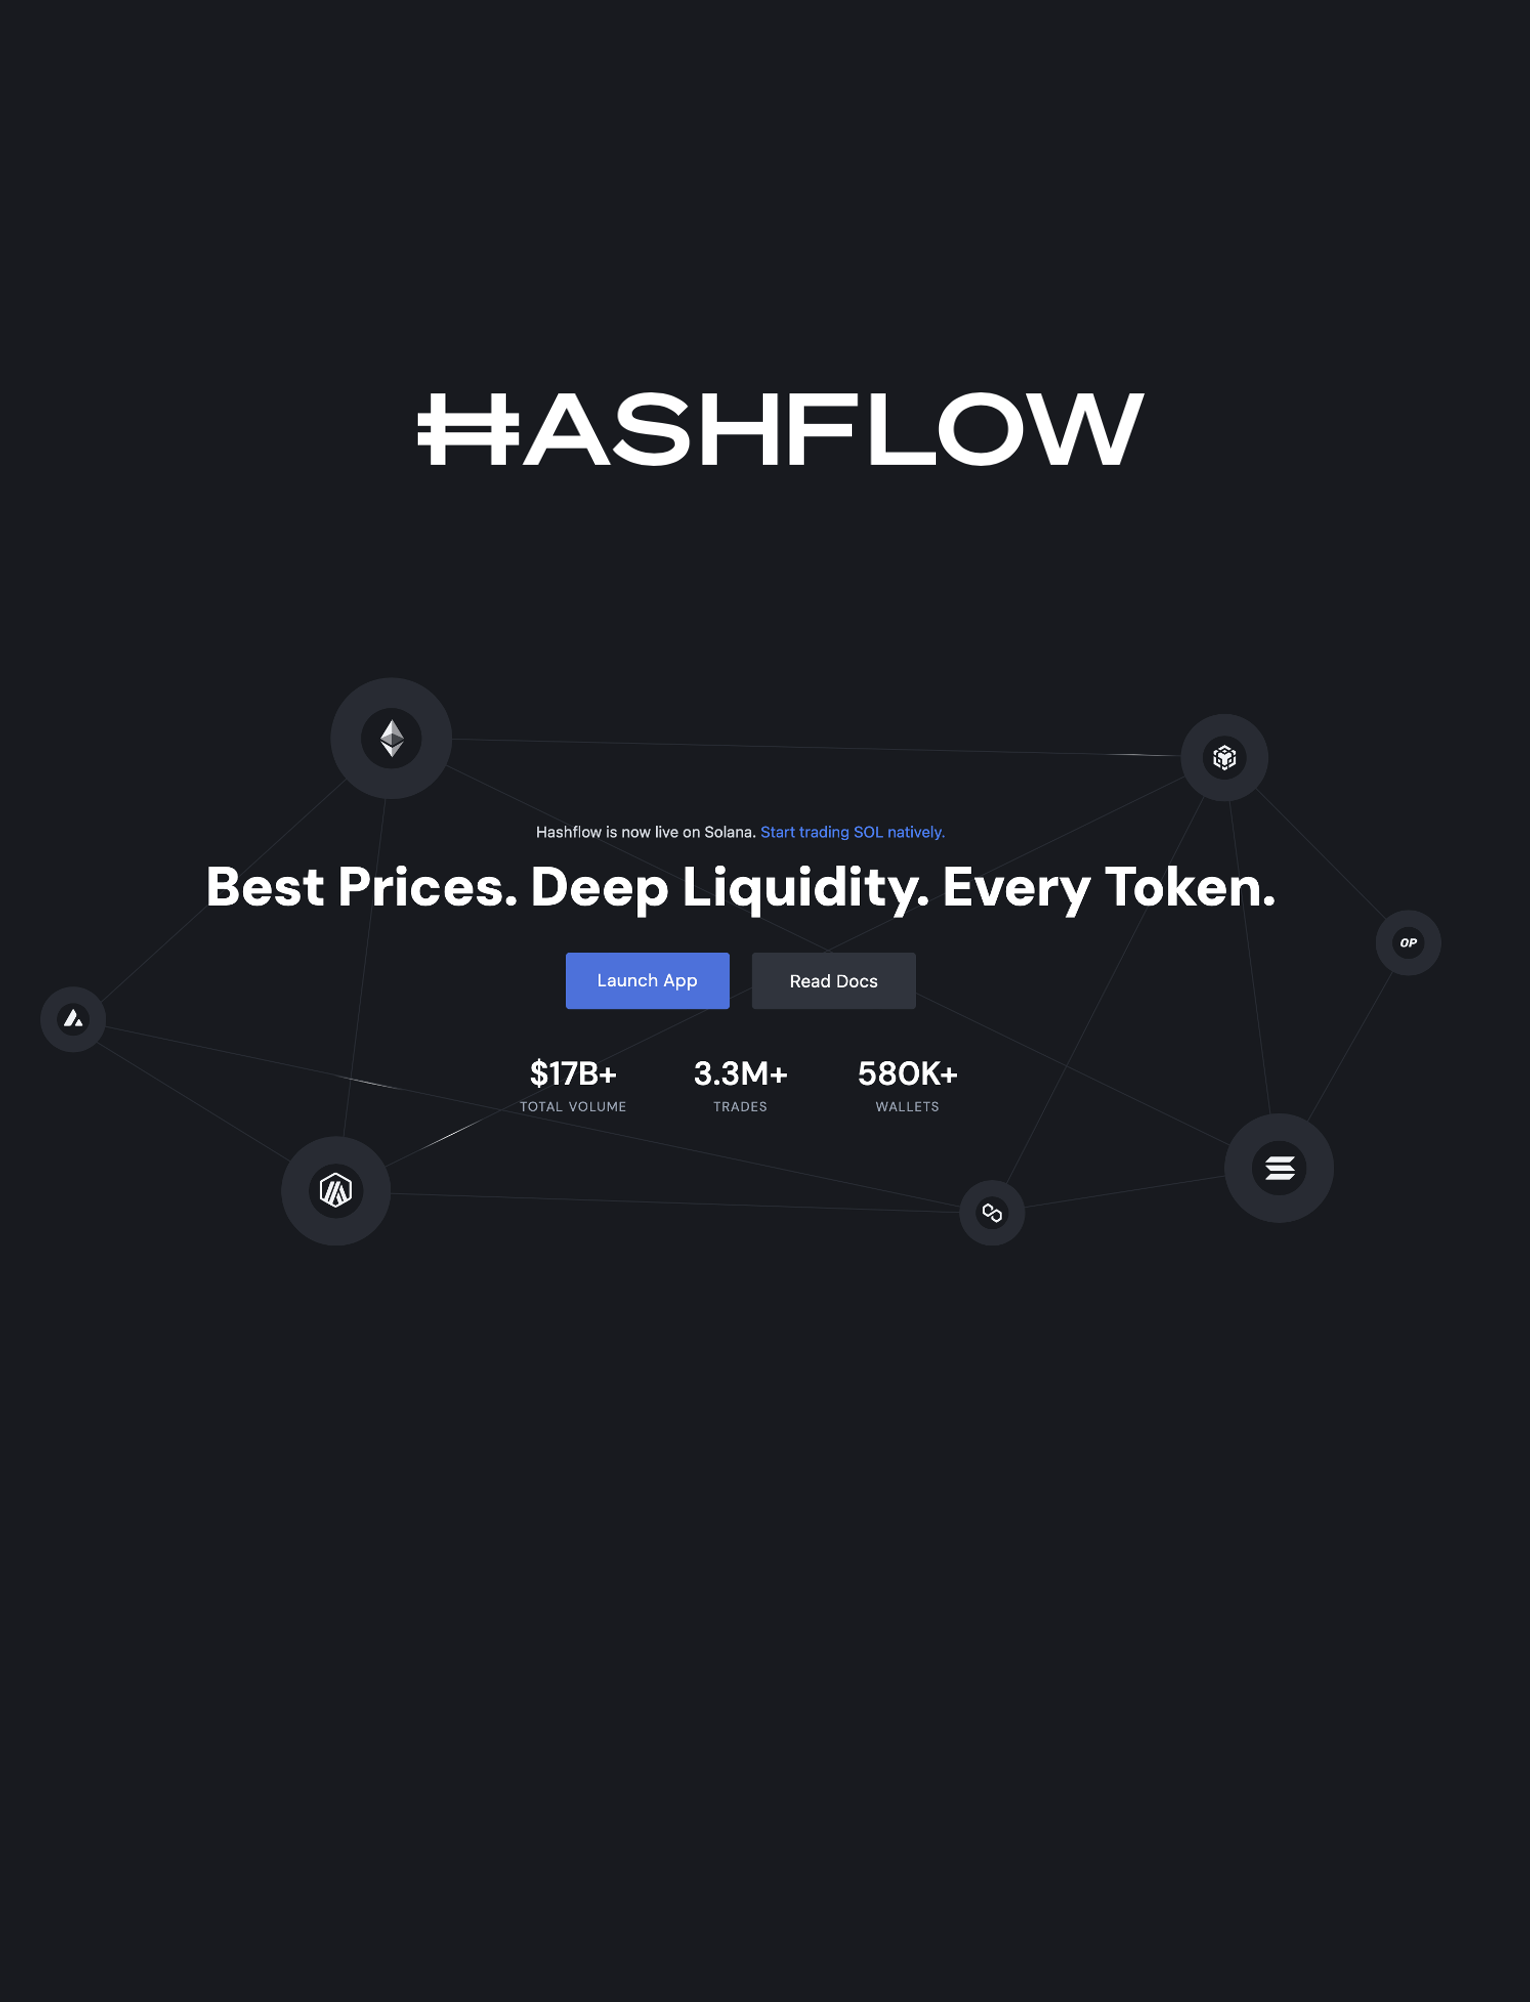 HASHFLOW
Hashflow is now live on Solana. Start trading SOL natively.
Best Prices. Deep Liquidity. Every Token.
OP
Launch App
Read Docs
$17B+
TOTAL VOLUME
3.3M+
TRADES
580K+
WALLETS